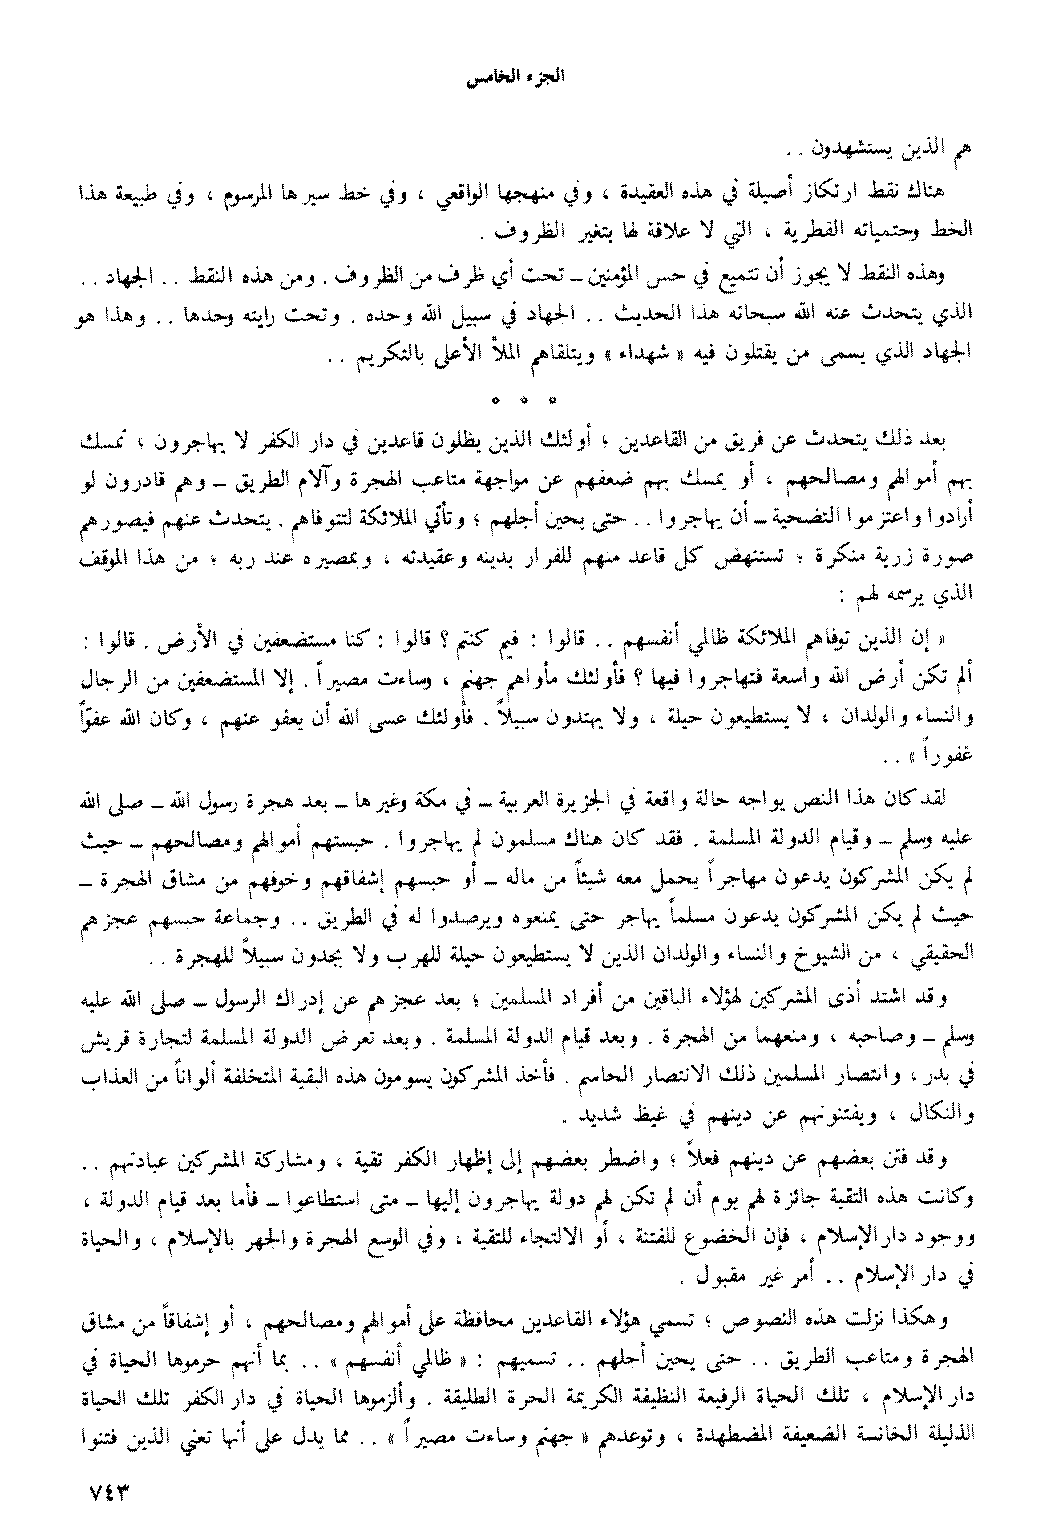 الجزء الخامس
هم الذين يستشهدون . .
هناك نقط ارتكاز أصيلة في هذه العقيدة ، وفي منهجها الواقعي ، وفي خط سيرها المرسوم ، وفي طبيعة هذا
الخط وحتمياته الفطرية ، التي لا علاقة لها بتغير الظروف .
وهذه النقط لا يجوز أن تتميع في حس المؤمنين – تحت أي ظرف من الظروف . ومن هذه النقط . . الجهاد . .
الذي يتحدث عنه الله سبحانه هذا الحديث . . الجهاد في سبيل الله وحده . وتحت رايته وحدها . . وهذا هو
الجهاد الذي يسمى من يقتلون فيه « شهداء » ويتلقاهم الملأ الأعلى بالتكريم . .
* * *
بعد ذلك يتحدث عن فريق من القاعدين ؛ أولئك الذين يظلون قاعدين في دار الكفر لا يهاجرون ؛ تمسك
بهم أموالهم ومصالحهم ، أو يمسك بهم ضعفهم عن مواجهة متاعب الهجرة وآلام الطريق – وهم قادرون لو
أرادوا واعتزموا التضحية – أن يهاجروا . . حتى يحين أجلهم ؛ وتأتي الملائكة لتتوفاهم . يتحدث عنهم فيصورهم
صورة زرية منكرة ؛ تستنهض كل قاعد منهم للفرار بدينه وعقيدته ، وبمصيره عند ربه ؛ من هذا الموقف
الذي يرسمه لهم :
« إن الذين توفاهم الملائكة ظالمي أنفسهم . . قالوا : فيم كنتم ؟ قالوا : كنا مستضعفين في الأرض . قالوا :
ألم تكن أرض الله واسعة فتهاجروا فيها ؟ فأولئك مأواهم جهنم ، وساءت مصيراً . إلا المستضعفين من الرجال
والنساء والولدان ، لا يستطيعون حيلة ، ولا يهتدون سبيلاً . فأولئك عسى الله أن يعفو عنهم ، وكان الله عفوّاً
غفوراً » . .
لقد كان هذا النص يواجه حالة واقعة في الجزيرة العربية – في مكة وغيرها – بعد هجرة رسول الله – صلى الله
عليه وسلم – وقيام الدولة المسلمة . فقد كان هناك مسلمون لم يهاجروا . حبستهم أموالهم ومصالحهم – حيث
لم يكن المشركون يدعون مهاجراً يحمل معه شيئاً من ماله – أو حبسهم إشفاقهم وخوفهم من مشاق الهجرة –
حيث لم يكن المشركون يدعون مسلماً يهاجر حتى يمنعوه ويرصدوا له في الطريق . . وجماعة حبسهم عجزهم
الحقيقي ، من الشيوخ والنساء والولدان الذين لا يستطيعون حيلة للهرب ولا يجدون سبيلاً للهجرة . .
وقد اشتد أذى المشركين لهؤلاء الباقين من أفراد المسلمين ؛ بعد عجزهم عن إدراك الرسول – صلى الله عليه
وسلم – وصاحبه ، ومنعهما من الهجرة . وبعد قيام الدولة المسلمة . وبعد تعرض الدولة المسلمة لتجارة قريش
في بدر ، وانتصار المسلمين ذلك الانتصار الحاسم . فأخذ المشركون يسومون هذه البقية المتخلفة ألواناً من العذاب
والنكال ، ويفتنونهم عن دينهم في غيظ شديد .
وقد فتن بعضهم عن دينهم فعلاً ؛ واضطر بعضهم إلى إظهار الكفر تقية ، ومشاركة المشركين عبادتهم . .
وكانت هذه التقية جائزة لهم يوم أن لم تكن لهم دولة يهاجرون إليها – متى استطاعوا – فأما بعد قيام الدولة ،
ووجود دار الإسلام ، فإن الخضوع للفتنة ، أو الالتجاء للتقية ، وفي الوسع الهجرة والجهر بالإسلام ، والحياة
في دار الإسلام . . أمر غير مقبول .
وهكذا نزلت هذه النصوص ؛ تسمي هؤلاء القاعدين محافظة على أموالهم ومصالحهم ، أو إشفاقاً من مشاق
الهجرة ومتاعب الطريق . . حتى يحين أجلهم . . تسميهم : « ظالمي أنفسهم » . . بما أنهم حرموها الحياة في
دار الإسلام ، تلك الحياة الرفيعة النظيفة الكريمة الحرة الطليقة . وألزموها الحياة في دار الكفر تلك الحياة
الذليلة الخانسة الضعيفة المضطهدة ، وتوعدهم « جهنم وساءت مصيراً » . . مما يدل على أنها تعني الذين فتنوا
٧٤٣